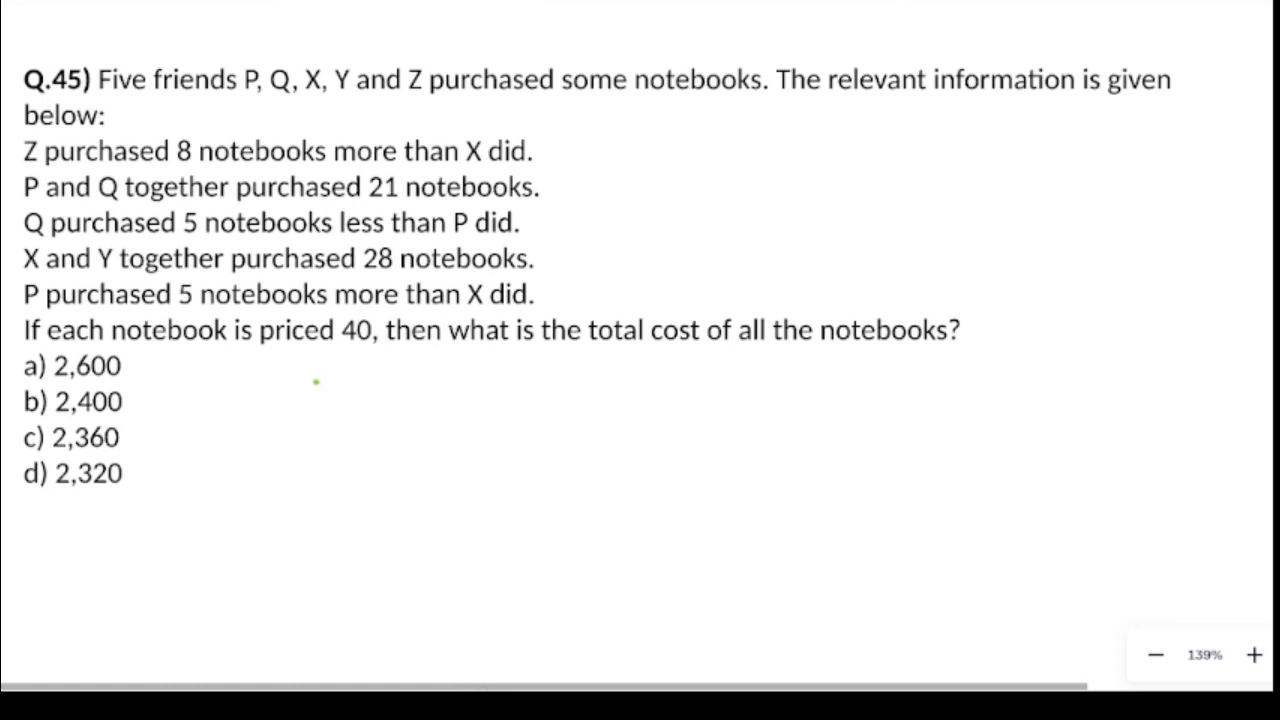 Q.45) Five friends P, Q, X, Y and Z purchased some notebooks. The relevant information is given
below:
Z purchased 8 notebooks more than X did.
P and Q together purchased 21 notebooks.
Q purchased 5 notebooks less than P did.
X and Y together purchased 28 notebooks.
P purchased 5 notebooks more than X did.
If each notebook is priced 40, then what is the total cost of all the notebooks?
a) 2,600
b) 2,400
c) 2,360
d) 2,320
− 139% +